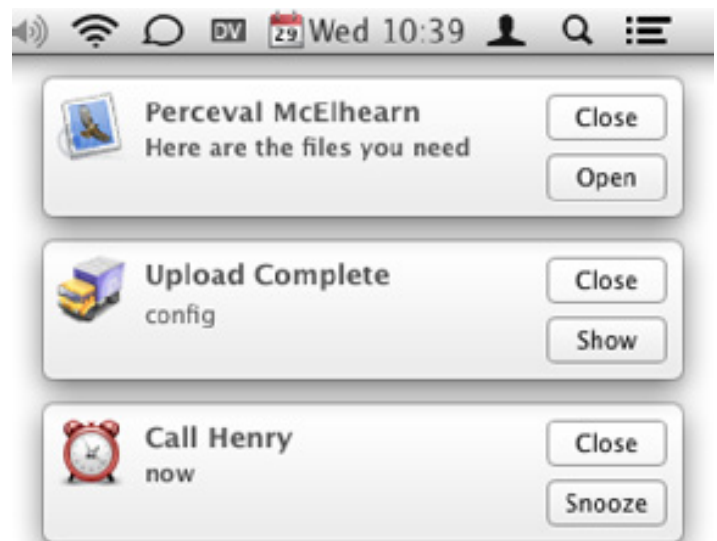 DV 29 Wed 10:39
Perceval McElhearn
Here are the files you need
Close
Open
Upload Complete
config
Close
Show
Call Henry
now
Close
Snooze